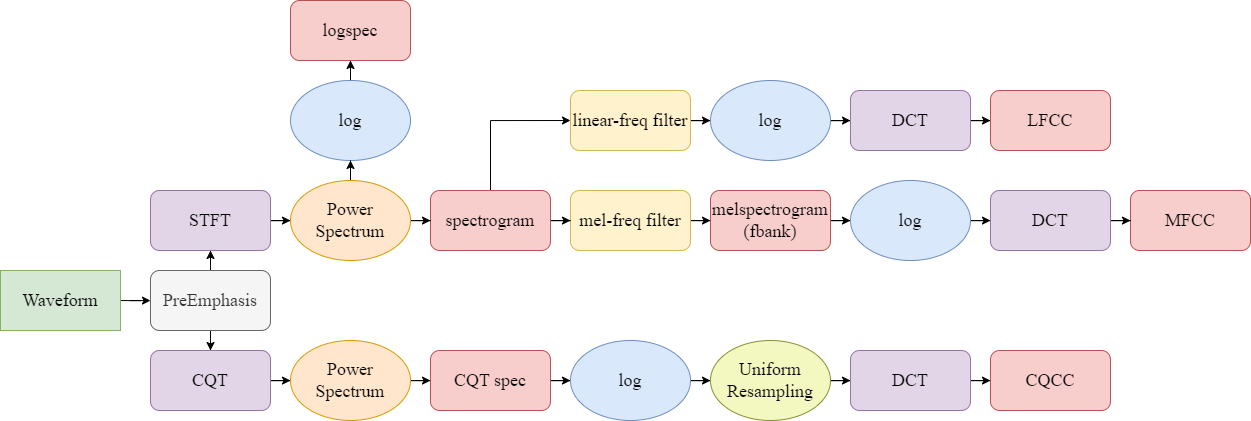 logspec
log
linear-freq filter
log
DCT
LFCC
STFT
Power
Spectrum
spectrogram
mel-freq filter
melspectrogram
(fbank)
log
DCT
MFCC
Waveform
PreEmphasis
CQT
Power
Spectrum
CQT spec
log
Uniform
Resampling
DCT
CQCC